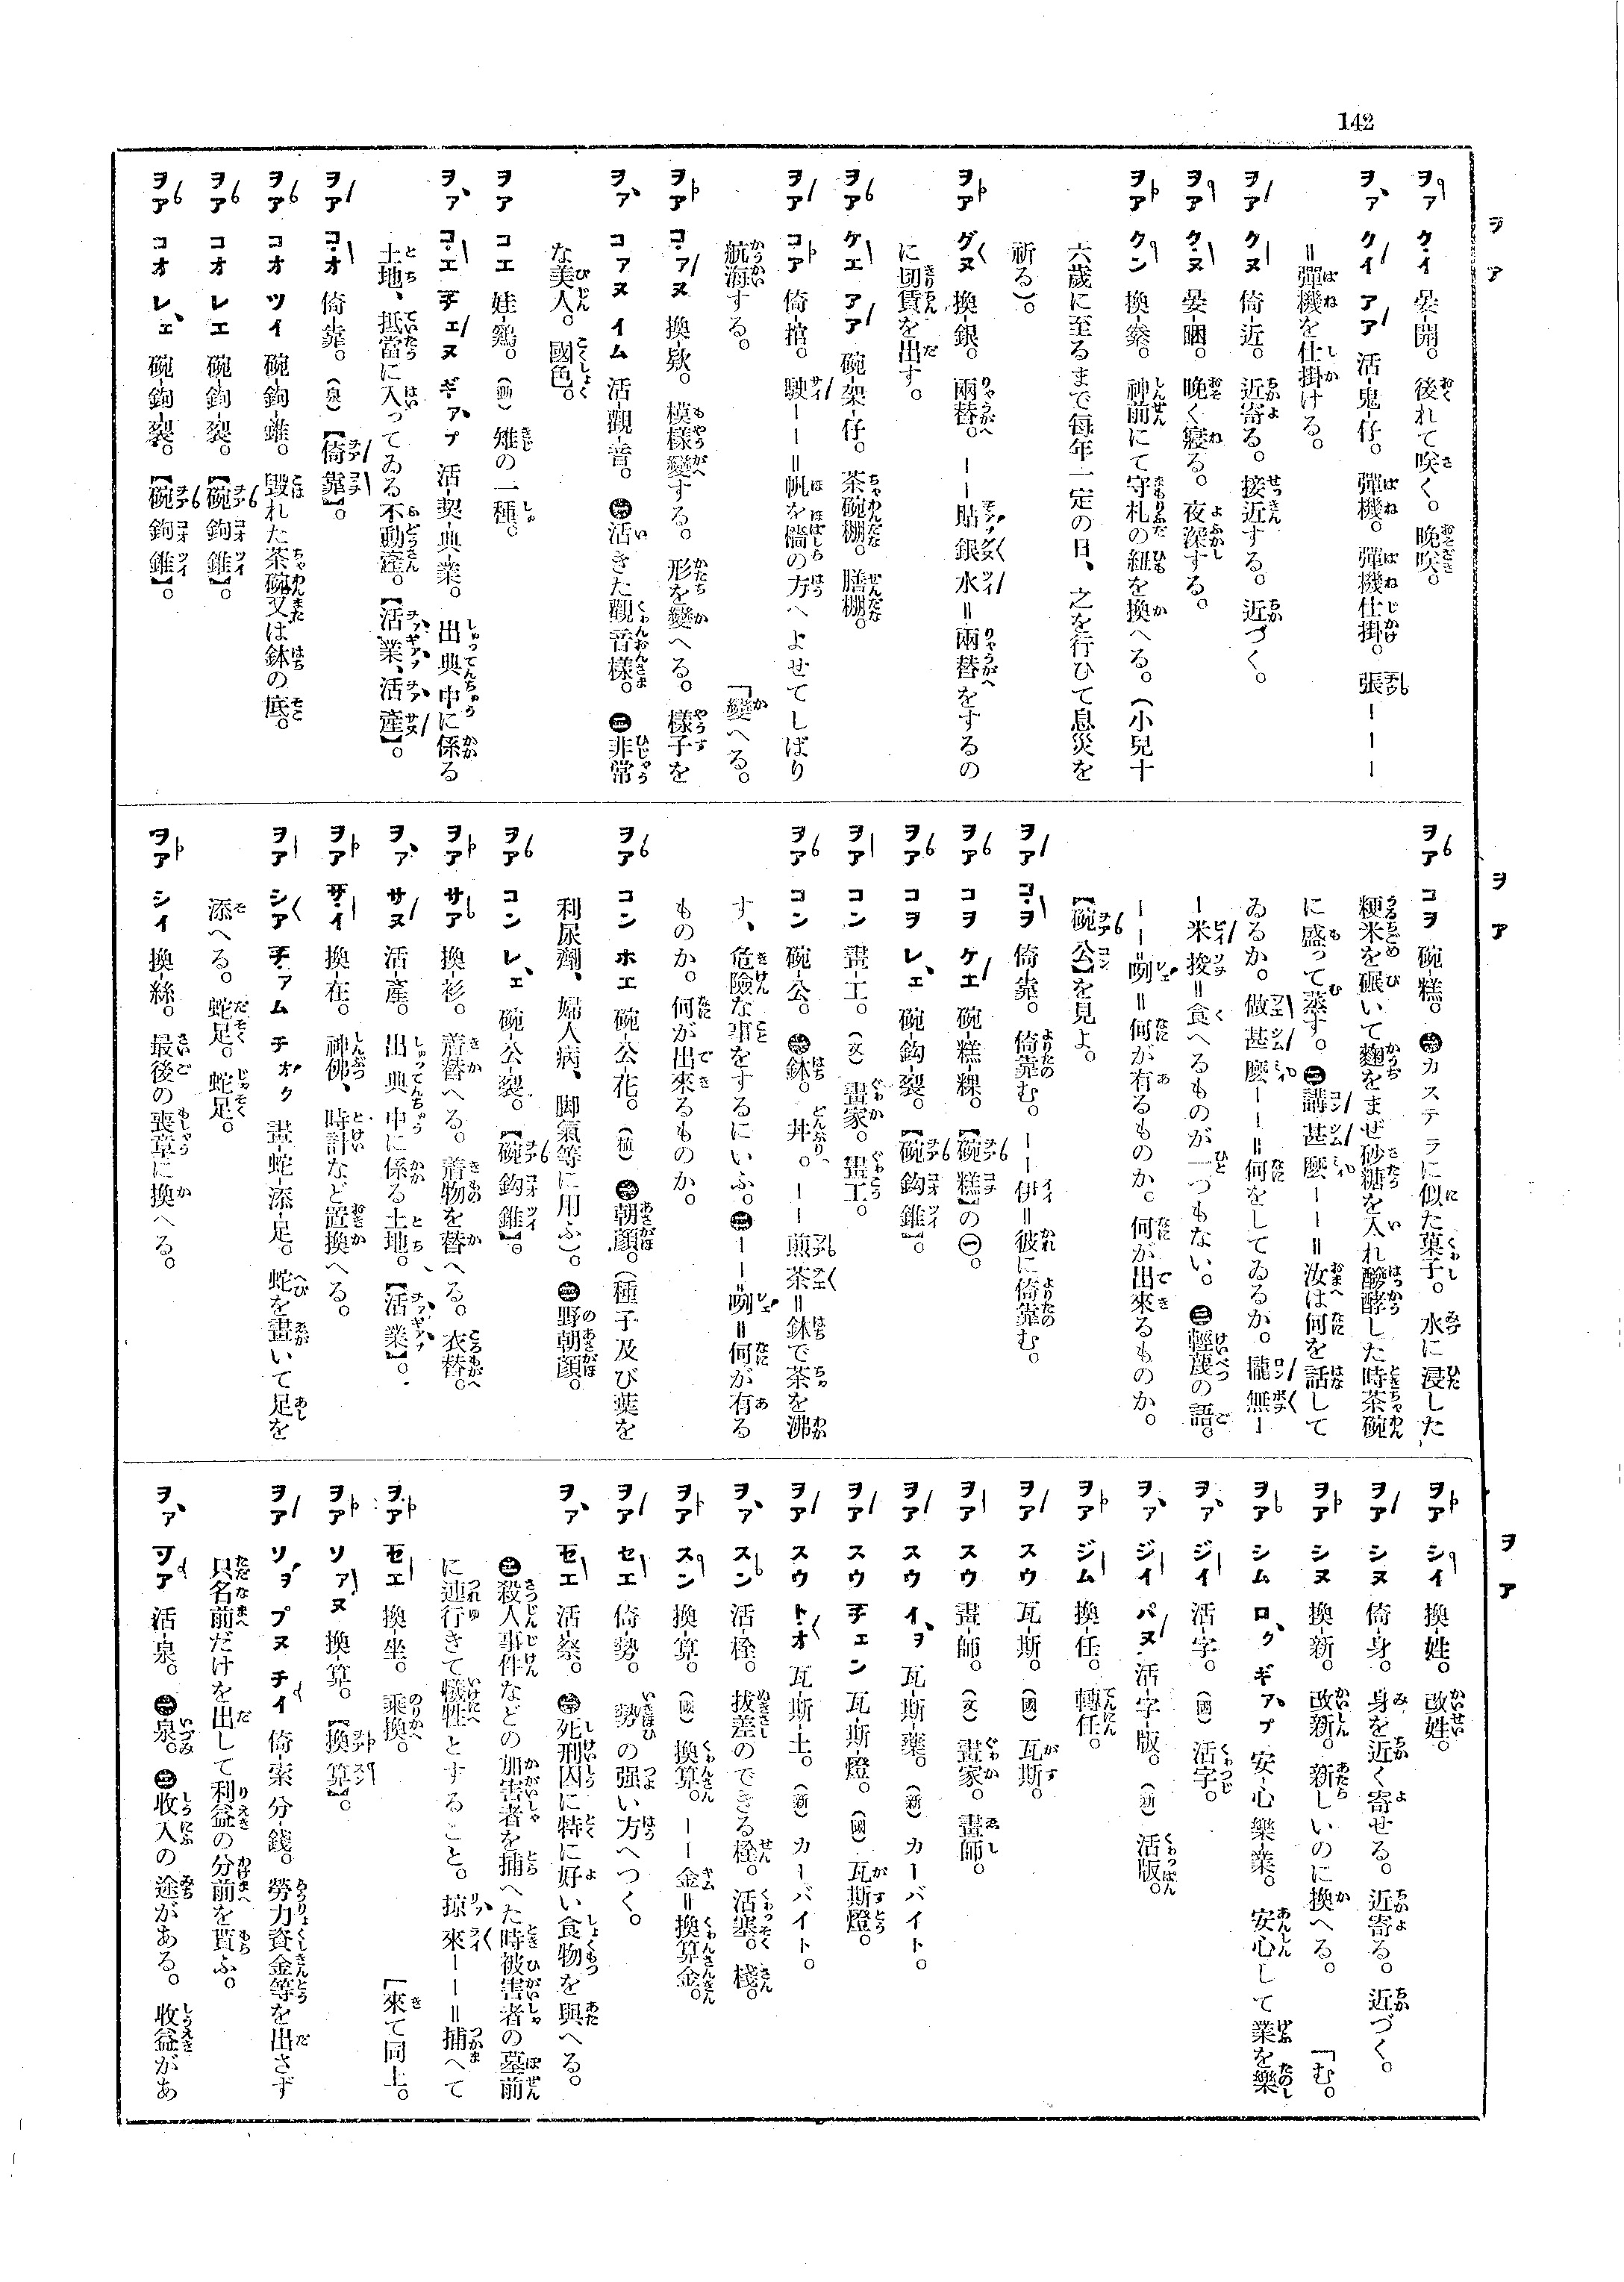 142
ヲア
ヲア クイ 晏-開。 後れて咲く。晚咲。
ヲア クイ アア 活-鬼-仔。 彈機。 彈機仕掛。 張ーーー
＝彈機を仕掛ける。
ヲア クヌ 倚-近。 近寄る。接近する。近づく。
ヲア クヌ 晏-睏。 晚く寢る。夜深する。
ヲア クン 換-絭。 神前にて守札の紐を換へる。（小兒十
六歲に至るまで每年一定の日、之を行ひて息災を
祈る）。
ヲア グヌ 換-銀。 兩替。 ーー貼銀水＝兩替をするの
に切賃を出す。
ヲア ケエ アア 碗-架-仔。 茶碗棚。膳棚。
ヲア コア 倚-𢭏。 駛ーー＝帆を檣の方へよせてしばり
航海する。
ヲア コアヌ 換-款。 模樣變する。 形を變へる。 樣子を
「變へる。
ヲア コアヌ イム 活-觀-音。 ㊀活きた觀音樣。 ㊁非常
な美人。國色。
ヲア コエ 娃-鷄。（動） 雉の一種。
ヲア コエ チェヌ ギアプ 活-契-典-業。 出典中に係る
土地、抵當に入つてゐる不動產。【活業、活產】。
ヲア コオ 倚-靠。（泉）【倚靠】。
ヲア コオ ツイ 碗-鉤-錐。 毀れた茶碗又は鉢の底。
ヲア コオ レエ 碗-鉤-裂。【碗鉤錐】。
ヲア コオ レエ 碗-鉤-裂。【碗鉤錐】。
ヲア
ヲア コヲ 碗-糕。 ㊀カステラに似た菓子。 水に浸した
粳米を碾いて麴をまぜ砂糖を入れ醱酵した時茶碗
に盛つて蒸す。㊁講甚麼ーー＝汝は何を話して
ゐるか。做甚麼ーー＝何をしてゐるか。攏無ー
ー米挼＝食へるものが一つもない。㊂輕蔑の語。
ーー咧＝何が有るものか。何が出來るものか。
【碗公】を見よ。
ヲア コヲ 倚-靠。 倚靠む。ーー伊＝彼に倚靠む。
ヲア コヲ ケエ 碗-糕-粿。【碗糕】の㊀。
ヲア コヲ レエ 碗-鉤-裂。【碗鉤錐】。
ヲア コン 畫-工。（文）畫家。畫工。
ヲア コン 碗-公。㊀鉢。 丼。ーー煎茶＝鉢で茶を沸か
す、危險な事をするにいふ。㊁ーー咧＝何が有る
ものか。何が出來るものか。
ヲア コン ホエ 碗-公-花。（植）㊀朝顏。（種子及び葉を
利尿劑、婦人病、脚氣等に用ふ）。㊁野朝顏。
ヲア コン レエ 碗-公-裂。【碗鉤錐】。
ヲア サア 換-衫。 着替へる。着物を替へる。衣替。
ヲア サヌ 活-產。 出典中に係る土地。【活業】。
ヲア サイ 換-在。 神佛、時計など置換へる。
ヲア シア チアム チオク 畫-蛇-添-足。 蛇を畫いて足を
添へる。蛇足。蛇足。
ヲア シイ 換-絲。 最後の喪章に換へる。
ヲア
ヲア シイ 換-姓。 改姓。
ヲア シヌ 倚-身。 身を近く寄せる。近寄る。近づく。
ヲア シヌ 換-新。 改新。新しいのに換へる。 「む。
ヲア シム ロク ギアプ 安-心-樂-業。 安心して業を樂
ヲア ジイ 活-字。（國）活字。
ヲア ジイ パヌ 活-字-版。（新）活版。
ヲア ジム 換-任。 轉任。
ヲア スウ 瓦-斯。（國）瓦斯。
ヲア スウ 畫-師。（文）畫家。畫師。
ヲア スウ イヲ 瓦-斯-藥。（新）カーバイト。
ヲア スウ チェン 瓦-斯-燈。（國）瓦斯燈。
ヲア スウ トオ 瓦-斯-土。（新）カーバイト。
ヲア スン 活-栓。 拔差のできる栓。活塞。棧。
ヲア スン 換-算。（國）換算。ーー金＝換算金。
ヲア セエ 倚-勢。 勢の强い方へつく。
ヲア セエ 活-祭。㊀死刑囚に特に好い食物を與へる。
㊁殺人事件などの加害者を捕へた時被害者の墓前
に連行きて犧牲とすること。掠來ーー＝捕へて
ヲア セエ 換-坐。 乘換。 「來て同上。
ヲア ソアヌ 換-算。【換算】。
ヲア ソヲ プヌ チイ 倚-索-分-錢。 勞力資金等を出さず
只名前だけを出して利益の分前を貰ふ。
ヲア ソア 活-泉。㊀泉。㊁收入の途がある。收益があ